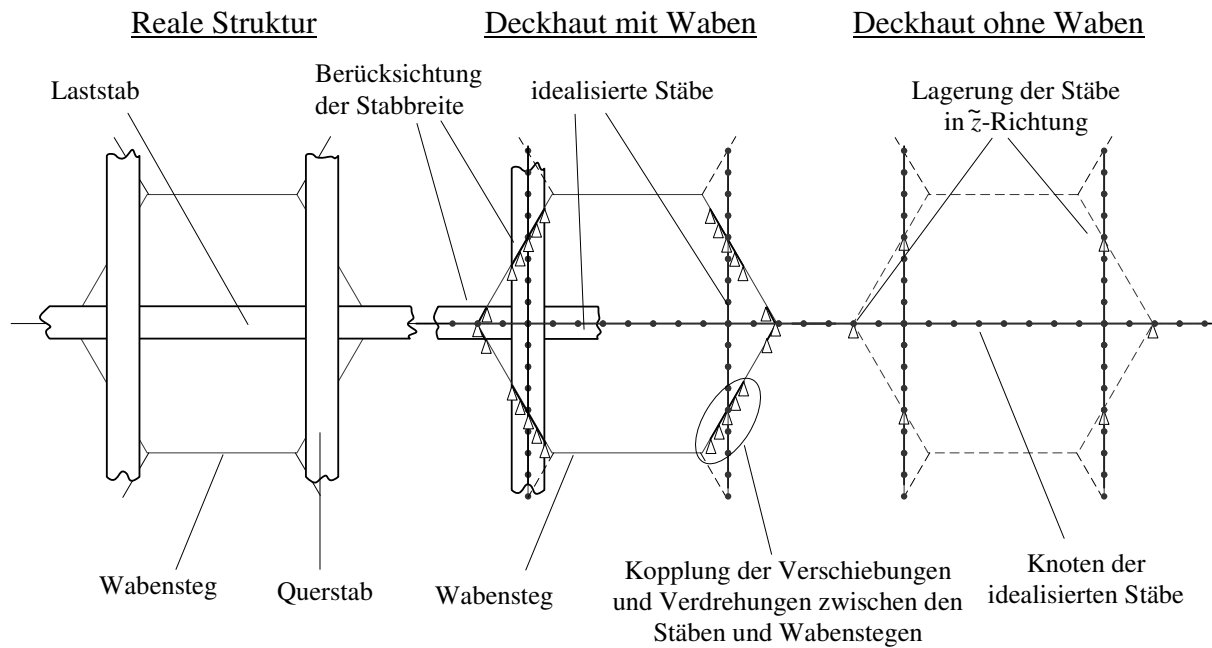 Reale Struktur
Deckhaut mit Waben
Deckhaut ohne Waben
Laststab
Berücksichtung
der Stabbreite
idealisierte Stäbe
Lagerung der Stäbe
in z̃-Richtung
Wabensteg
Querstab
Wabensteg
Kopplung der Verschiebungen
und Verdrehungen zwischen den
Stäben und Wabenstegen
Knoten der
idealisierten Stäbe